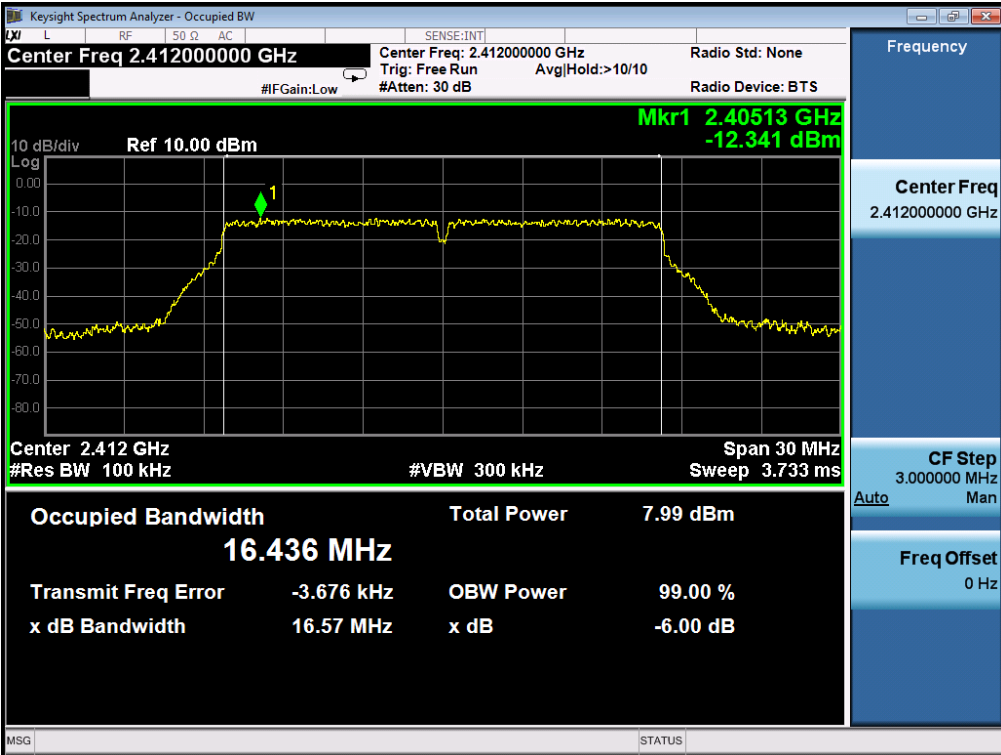 Keysight Spectrum Analyzer - Occupied BW
LXI L RF 50 Ω AC SENSE:INT
Center Freq 2.412000000 GHz
Center Freq: 2.412000000 GHz Radio Std: None
Trig: Free Run Avg|Hold:>10/10
#IFGain:Low #Atten: 30 dB Radio Device: BTS
Mkr1 2.40513 GHz
-12.341 dBm
10 dB/div Ref 10.00 dBm
Log
0.00
-10.0
-20.0
-30.0
-40.0
-50.0
-60.0
-70.0
-80.0
1
Center 2.412 GHz Span 30 MHz
#Res BW 100 kHz #VBW 300 kHz Sweep 3.733 ms
Occupied Bandwidth Total Power 7.99 dBm
16.436 MHz
Transmit Freq Error -3.676 kHz OBW Power 99.00 %
x dB Bandwidth 16.57 MHz x dB -6.00 dB
MSG STATUS
Frequency
Center Freq
2.412000000 GHz
CF Step
3.000000 MHz
Auto Man
Freq Offset
0 Hz